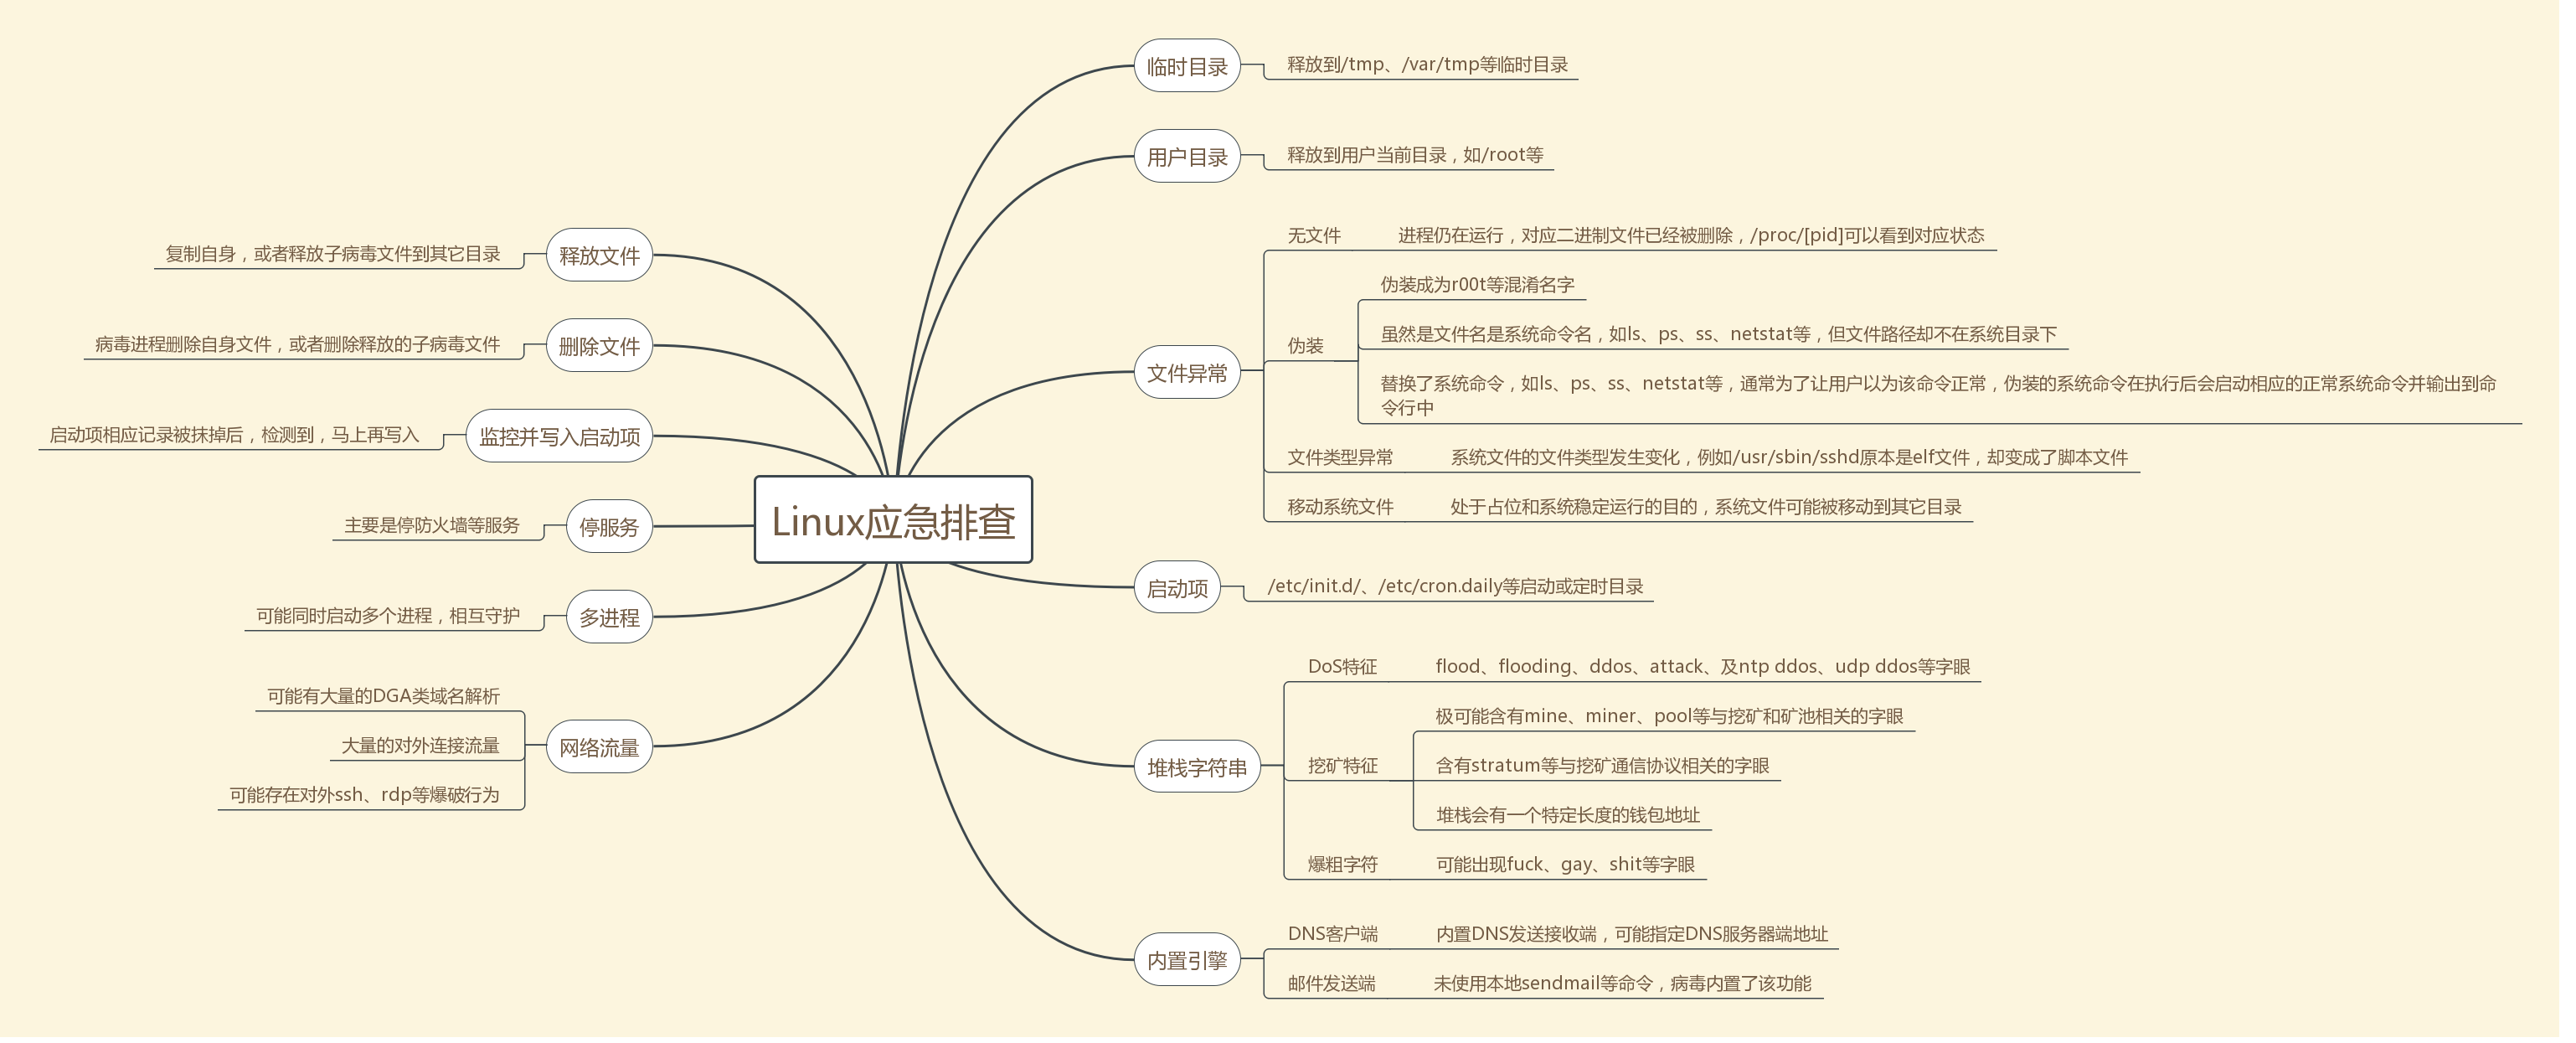 Linux应急排查
临时目录
释放到/tmp、/var/tmp等临时目录
用户目录
释放到用户当前目录，如/root等
文件异常
无文件
进程仍在运行，对应二进制文件已经被删除，/proc/[pid]可以看到对应状态
伪装
伪装成为r00t等混淆名字
虽然是文件名是系统命令名，如ls、ps、ss、netstat等，但文件路径却不在系统目录下
替换了系统命令，如ls、ps、ss、netstat等，通常为了让用户以为该命令正常，伪装的系统命令在执行后会启动相应的正常系统命令并输出到命
令行中
文件类型异常
系统文件的文件类型发生变化，例如/usr/sbin/sshd原本是elf文件，却变成了脚本文件
移动系统文件
处于占位和系统稳定运行的目的，系统文件可能被移动到其它目录
启动项
/etc/init.d/、/etc/cron.daily等启动或定时目录
堆栈字符串
DoS特征
flood、flooding、ddos、attack、及ntp ddos、udp ddos等字眼
挖矿特征
极可能含有mine、miner、pool等与挖矿和矿池相关的字眼
含有stratum等与挖矿通信协议相关的字眼
堆栈会有一个特定长度的钱包地址
爆粗字符
可能出现fuck、gay、shit等字眼
内置引擎
DNS客户端
内置DNS发送接收端，可能指定DNS服务器端地址
邮件发送端
未使用本地sendmail等命令，病毒内置了该功能
释放文件
复制自身，或者释放子病毒文件到其它目录
删除文件
病毒进程删除自身文件，或者删除释放的子病毒文件
监控并写入启动项
启动项相应记录被抹掉后，检测到，马上再写入
停服务
主要是停防火墙等服务
多进程
可能同时启动多个进程，相互守护
网络流量
可能有大量的DGA类域名解析
大量的对外连接流量
可能存在对外ssh、rdp等爆破行为